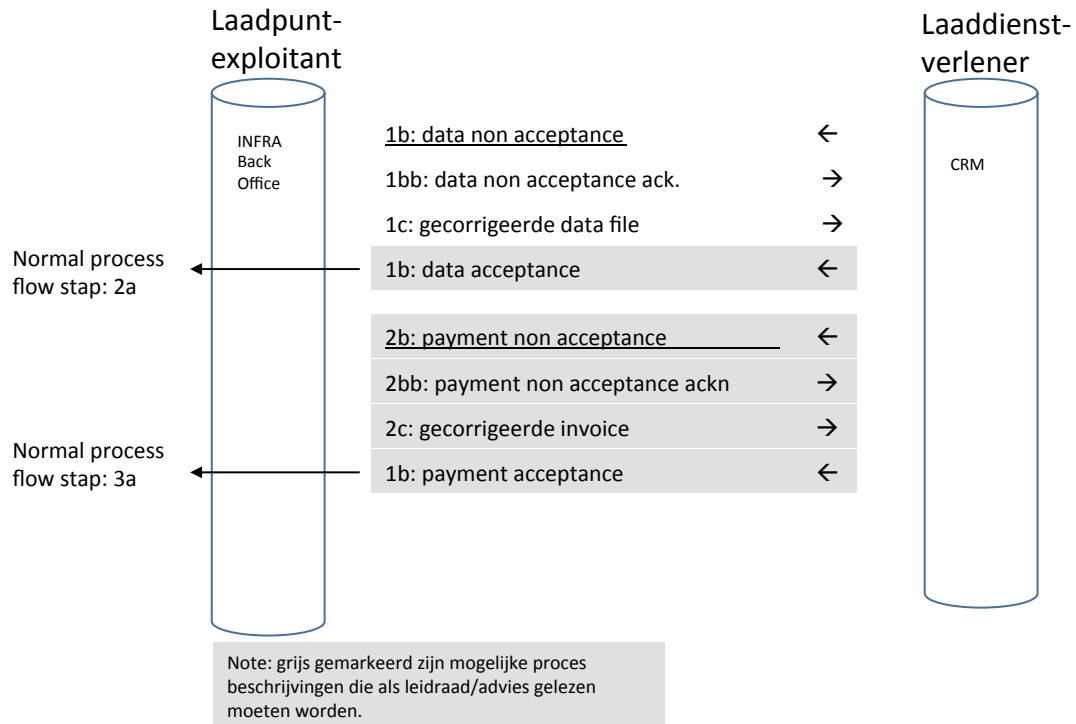 Laadpunt-
exploitant
Laaddienst-
verlener
INFRA
Back
Office
CRM
1b: data non acceptance ←
1bb: data non acceptance ack. →
1c: gecorrigeerde data file →
Normal process
flow stap: 2a
1b: data acceptance ←
2b: payment non acceptance ←
2bb: payment non acceptance ackn →
2c: gecorrigeerde invoice →
Normal process
flow stap: 3a
1b: payment acceptance ←
Note: grijs gemarkeerd zijn mogelijke proces
beschrijvingen die als leidraad/advies gelezen
moeten worden.